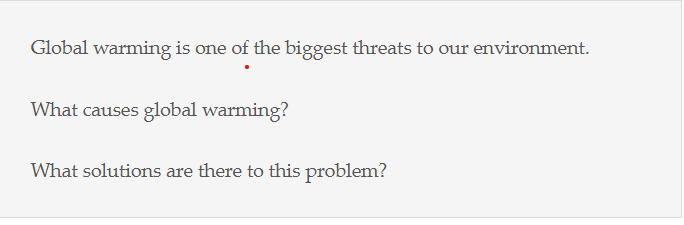 Global warming is one of the biggest threats to our environment.
What causes global warming?
What solutions are there to this problem?